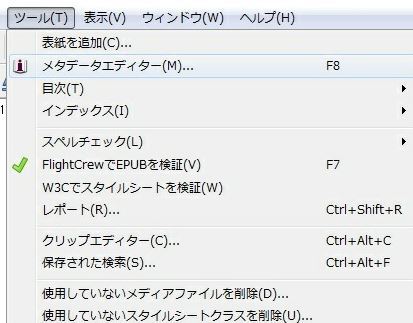 ツール(T) 表示(V) ウィンドウ(W) ヘルプ(H)
表紙を追加(C)...
メタデータエディター(M)... F8
目次(T)
インデックス(I)
スペルチェック(L)
FlightCrewでEPUBを検証(V) F7
W3Cでスタイルシートを検証(W)
レポート(R)... Ctrl+Shift+R
クリップエディター(C)... Ctrl+Alt+C
保存された検索(S)... Ctrl+Alt+F
使用していないメディアファイルを削除(D)...
使用していないスタイルシートクラスを削除(U)...